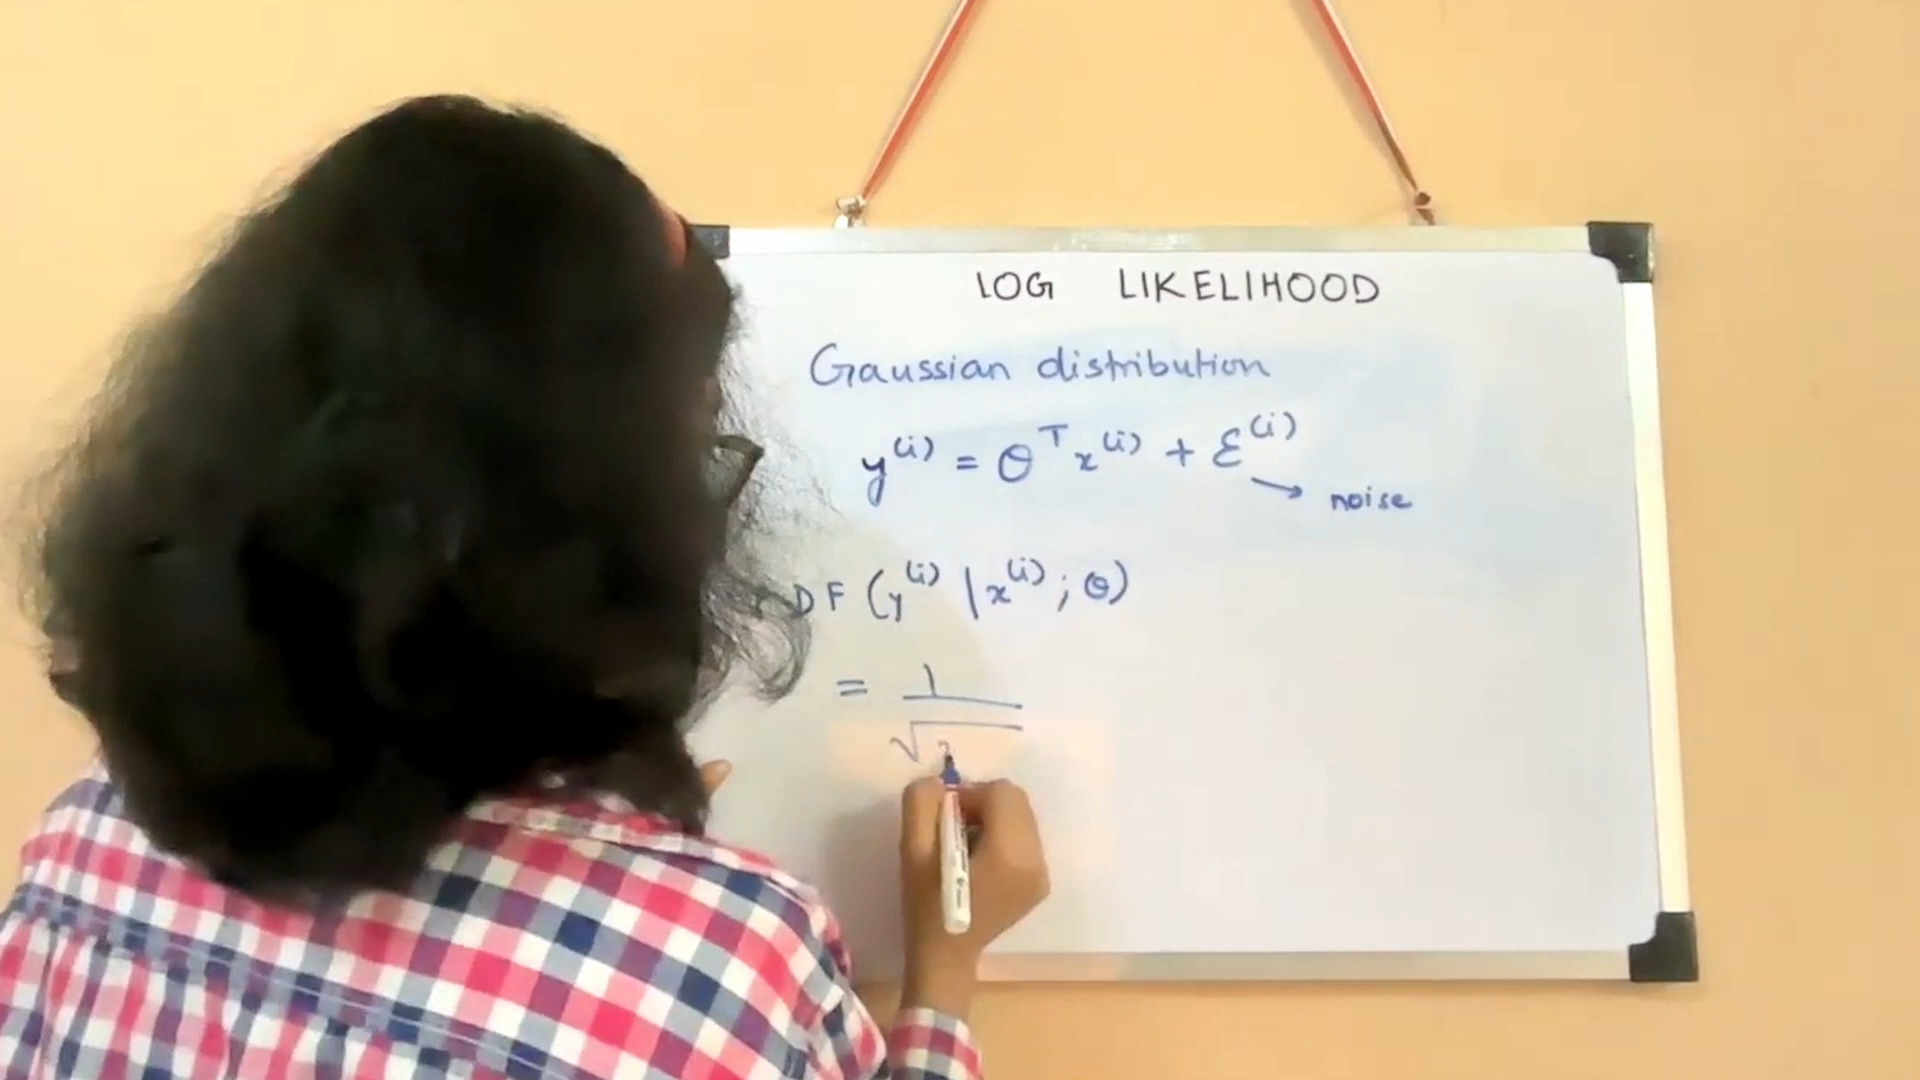 LOG LIKELIHOOD
Gaussian distribution
y^(i) = θ^T x^(i) + ε^(i)
→ noise
DF (y^(i) | x^(i) ; θ)
= 1
√